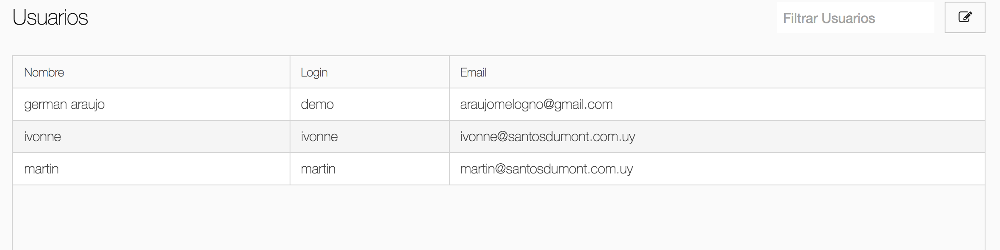 Usuarios
Filtrar Usuarios
Nombre Login Email
german araujo demo araujomelogno@gmail.com
ivonne ivonne ivonne@santosdumont.com.uy
martin martin martin@santosdumont.com.uy